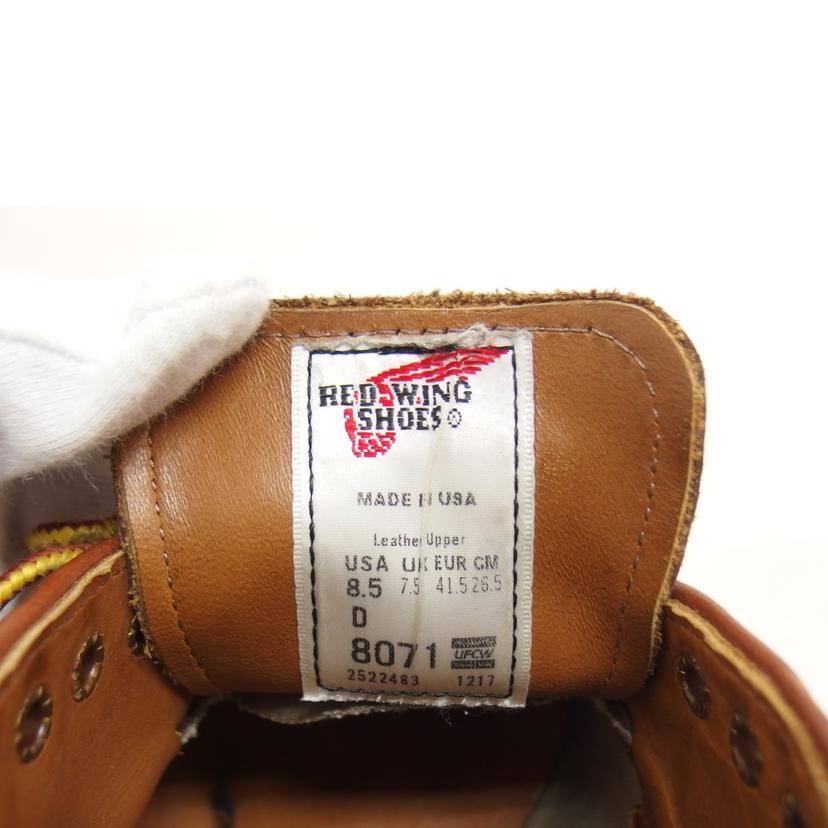 RED WING
SHOES®
MADE IN USA
Leather Upper
USA UK EUR CM
8.5 7.5 41.5 26.5
D
8071 UFCW
2522483 1217